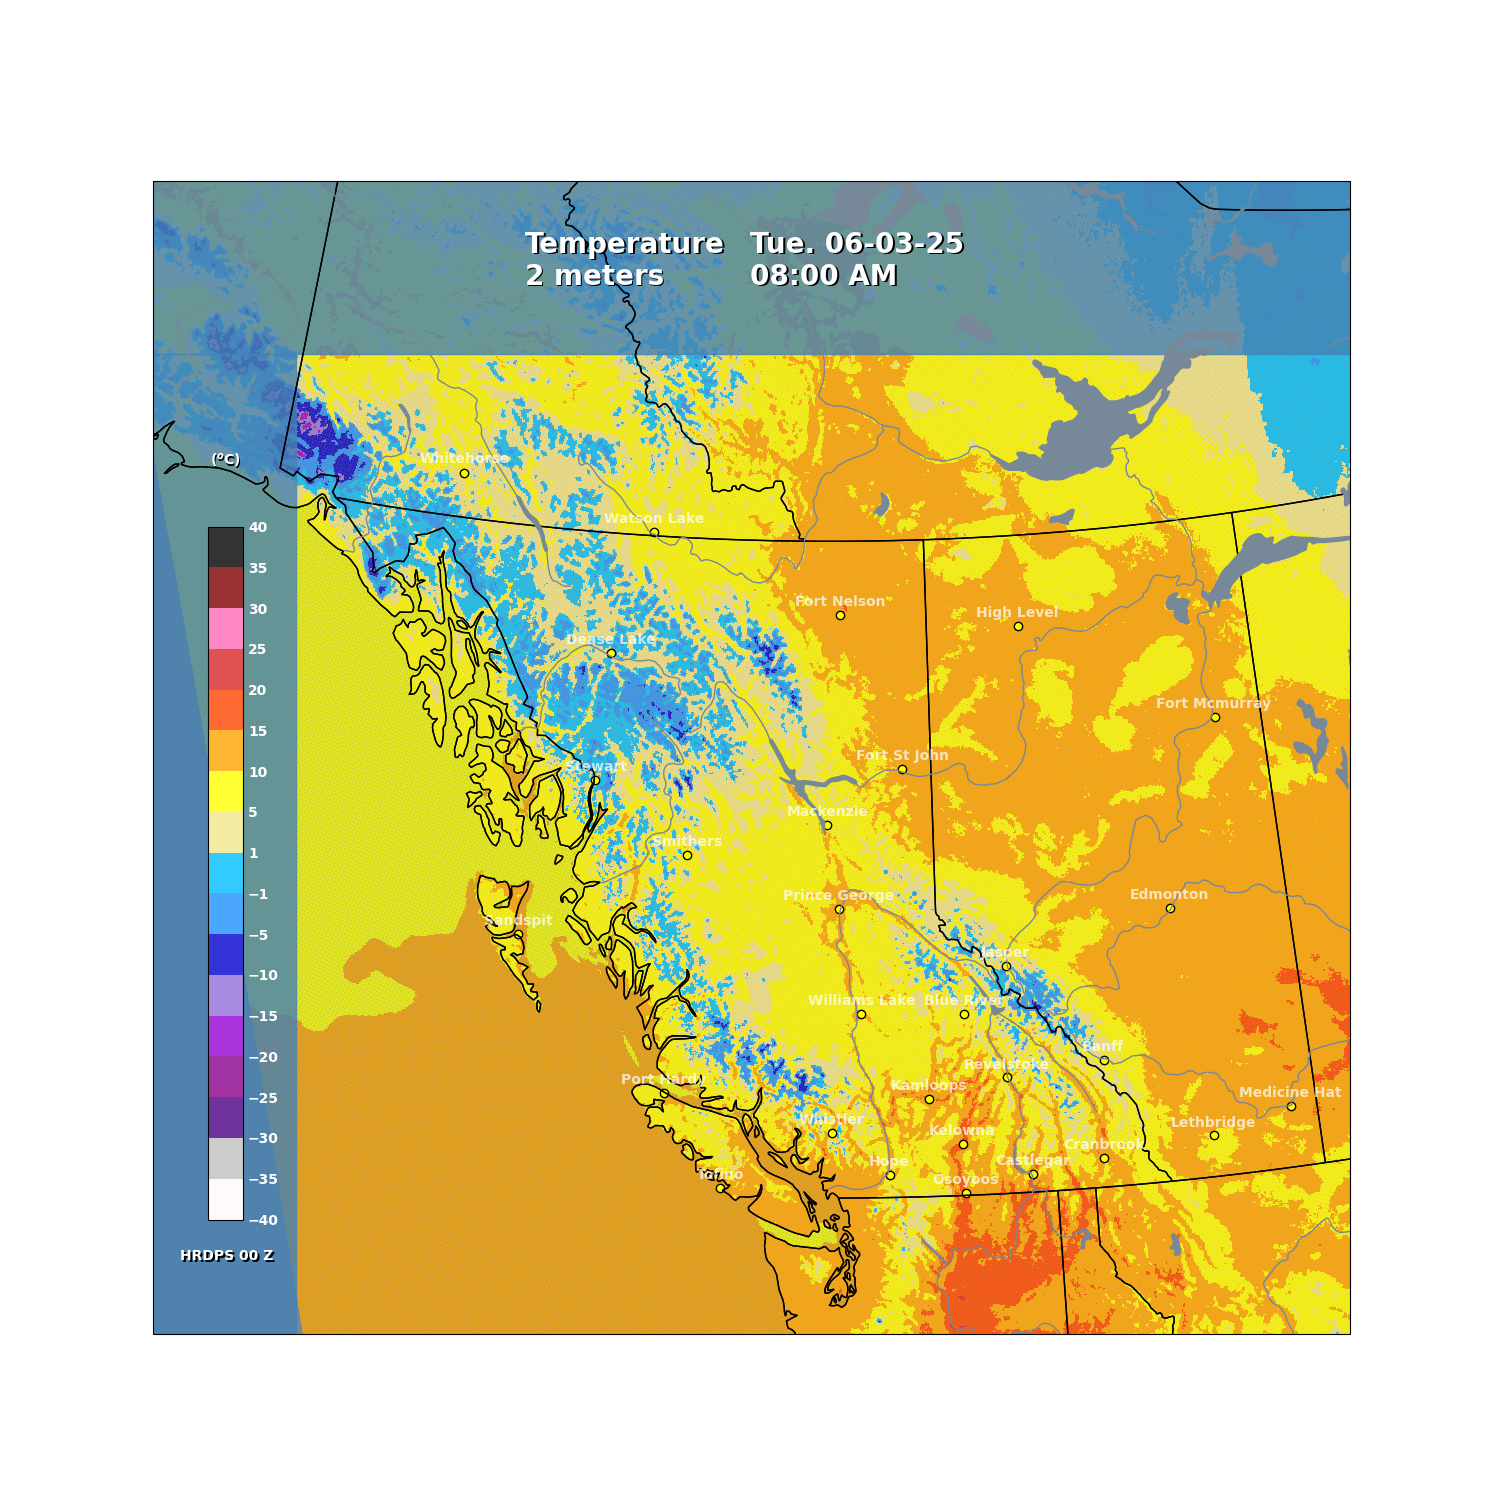 Temperature Tue. 06-03-25
2 meters 08:00 AM
Whitehorse
(°C)
Watson Lake
40
35
30
25
20
15
10
5
1
−1
−5
−10
−15
−20
−25
−30
−35
−40
Fort Nelson
High Level
Dease Lake
Fort Mcmurray
Fort St John
Stewart
Mackenzie
Smithers
Prince George
Edmonton
Sandspit
Jasper
Williams Lake
Blue River
Banff
Revelstoke
Port Hardy
Kamloops
Medicine Hat
Whistler
Lethbridge
Kelowna
Cranbrook
Hope
Castlegar
Tofino
Osoyoos
HRDPS 00 Z